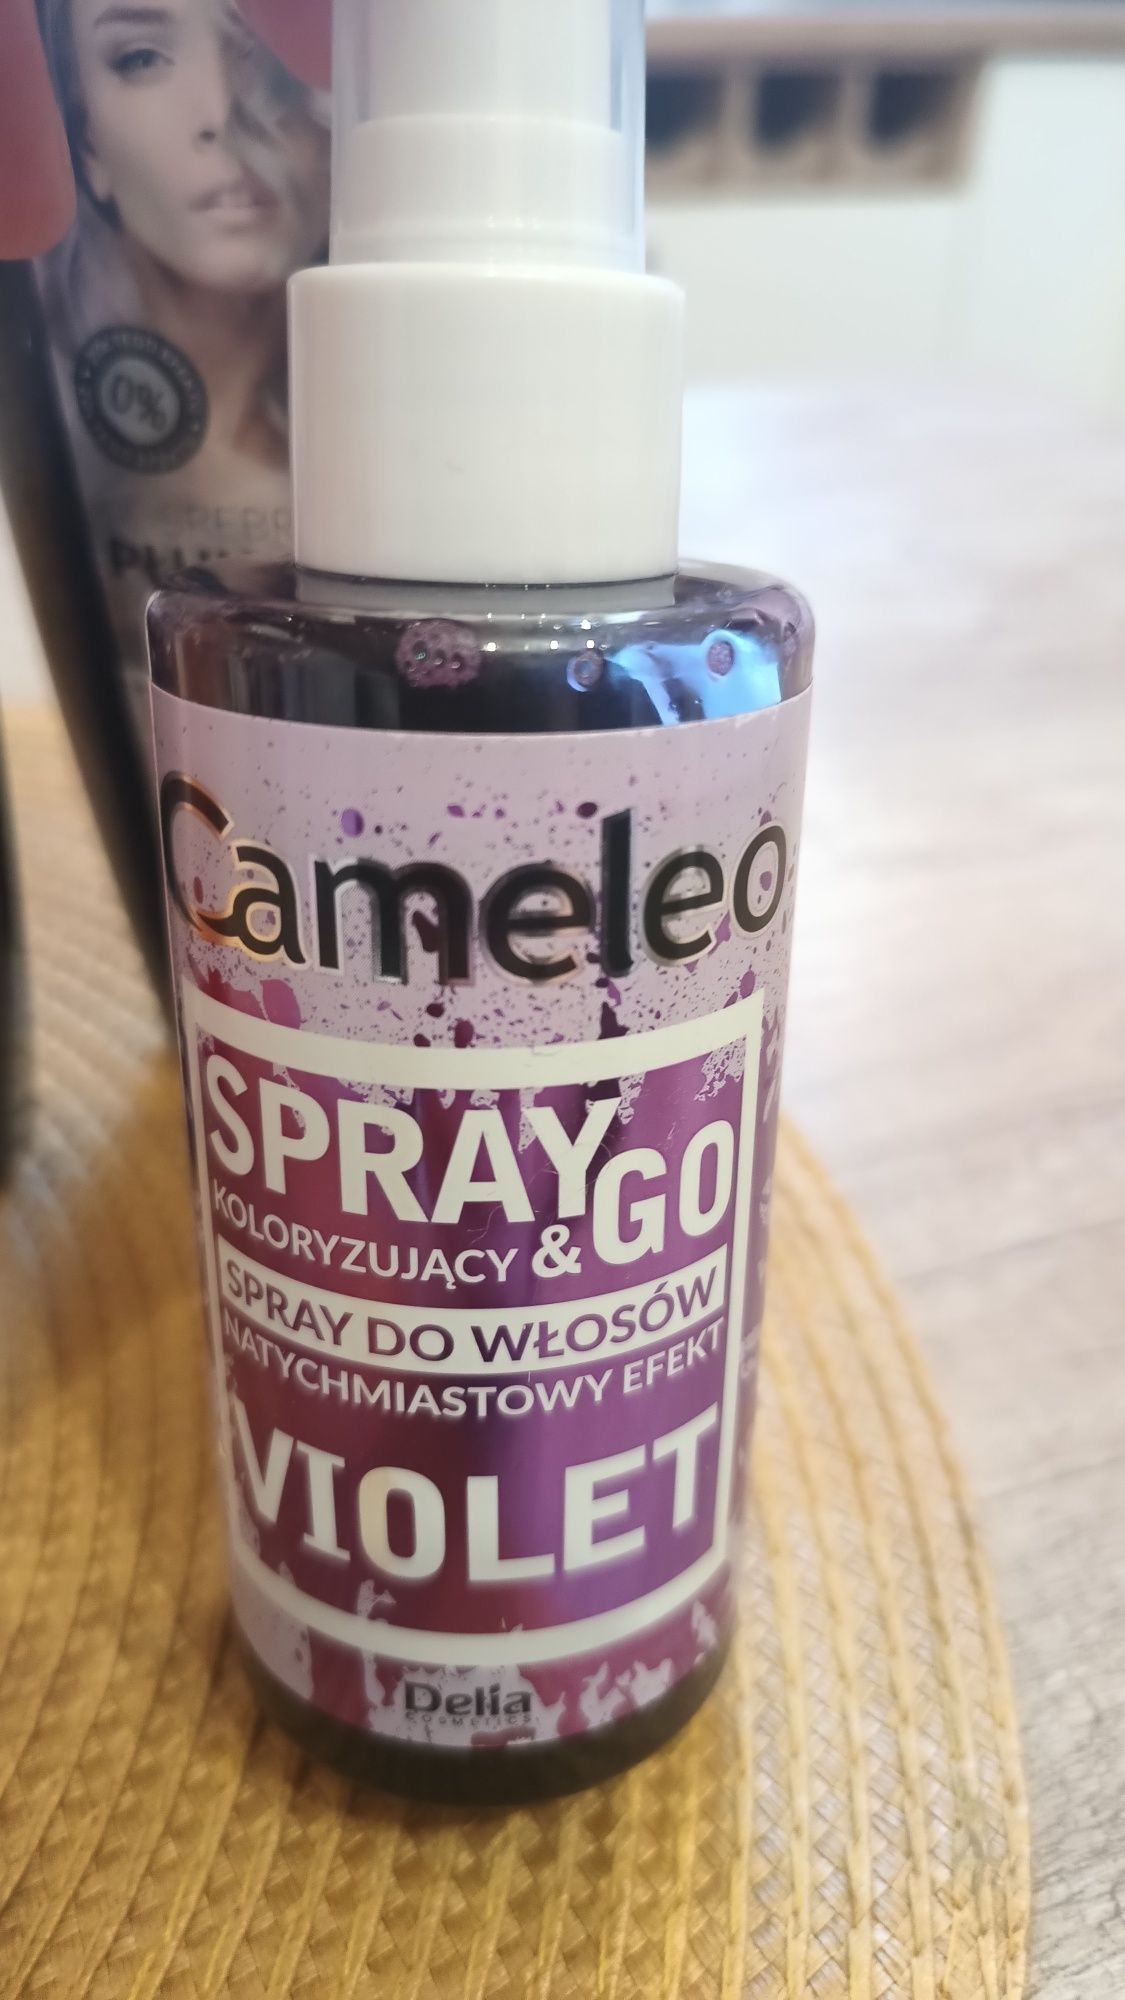 0%
Cameleo
SPRAY
& GO
KOLORYZUJĄCY
SPRAY DO WŁOSÓW
NATYCHMIASTOWY EFEKT
VIOLET
Delia
COSMETICS